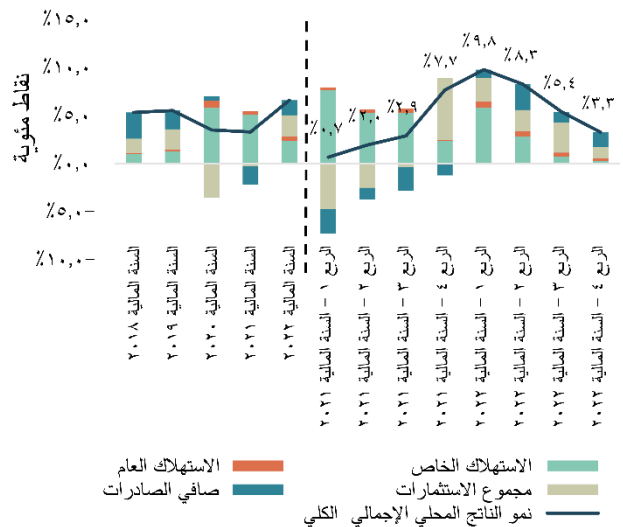 ٪١٥,٠
٪١٠,٠
٪٥,٠
٪٠,٠
٪٥,٠−
٪١٠,٠−
نقاط مئوية
٪٠,٧
٪٢,٠
٪٢,٩
٪٧,٧
٪٩,٨
٪٨,٣
٪٥,٤
٪٣,٣
السنة المالية ٢٠١٨
السنة المالية ٢٠١٩
السنة المالية ٢٠٢٠
السنة المالية ٢٠٢١
السنة المالية ٢٠٢٢
الربع ١ – السنة المالية ٢٠٢١
الربع ٢ – السنة المالية ٢٠٢١
الربع ٣ – السنة المالية ٢٠٢١
الربع ٤ – السنة المالية ٢٠٢١
الربع ١ – السنة المالية ٢٠٢٢
الربع ٢ – السنة المالية ٢٠٢٢
الربع ٣ – السنة المالية ٢٠٢٢
الربع ٤ – السنة المالية ٢٠٢٢
الاستهلاك الخاص
الاستهلاك العام
مجموع الاستثمارات
صافي الصادرات
نمو الناتج المحلي الإجمالي الكلي